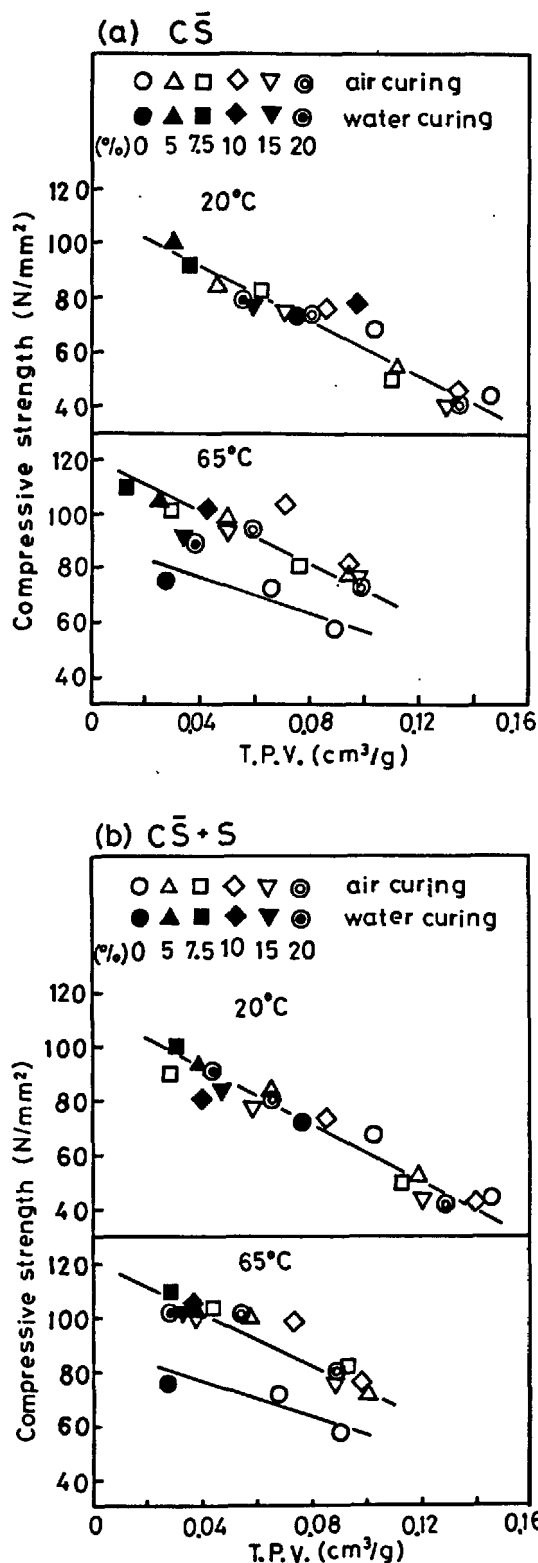 (a) CS̄
air curing
water curing
(%) 0 5 7.5 10 15 20
20°C
120
100
80
60
40
65°C
120
100
80
60
40
Compressive strength (N/mm²)
0 0.04 0.08 0.12 0.16
T.P.V. (cm³/g)
(b) CS̄ + S
air curing
water curing
(%) 0 5 7.5 10 15 20
20°C
120
100
80
60
40
65°C
120
100
80
60
40
Compressive strength (N/mm²)
0 0.04 0.08 0.12 0.16
T.P.V. (cm³/g)